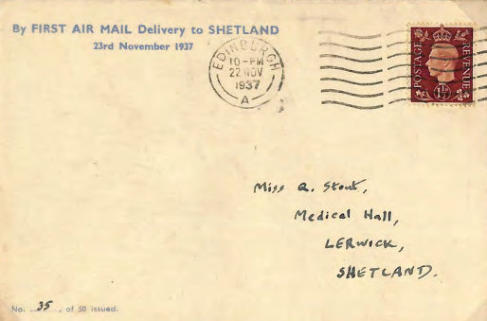 By FIRST AIR MAIL Delivery to SHETLAND
23rd November 1937
EDINBURGH
10-PM
22 NOV
1937
A
POSTAGE
REVENUE
1½
Miss A. Stout,
Medical Hall,
LERWICK,
SHETLAND.
No. 35, of 50 issued.